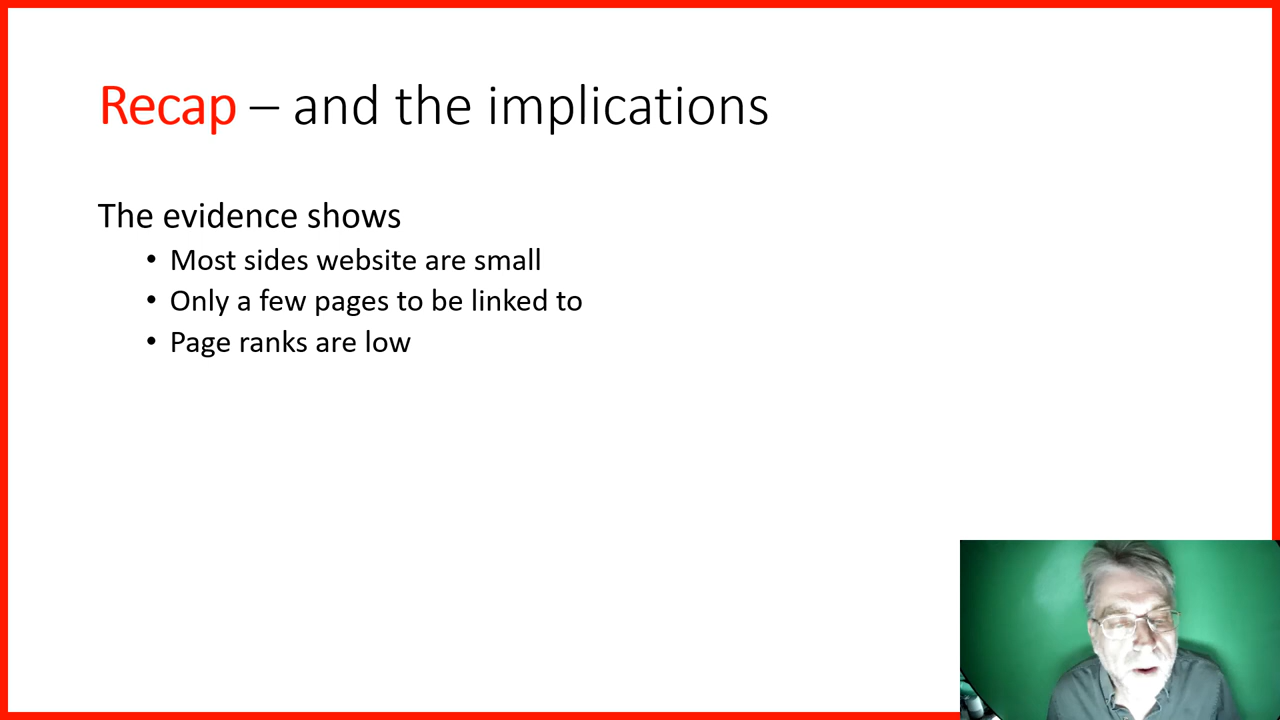 Recap – and the implications
The evidence shows
• Most sides website are small
• Only a few pages to be linked to
• Page ranks are low